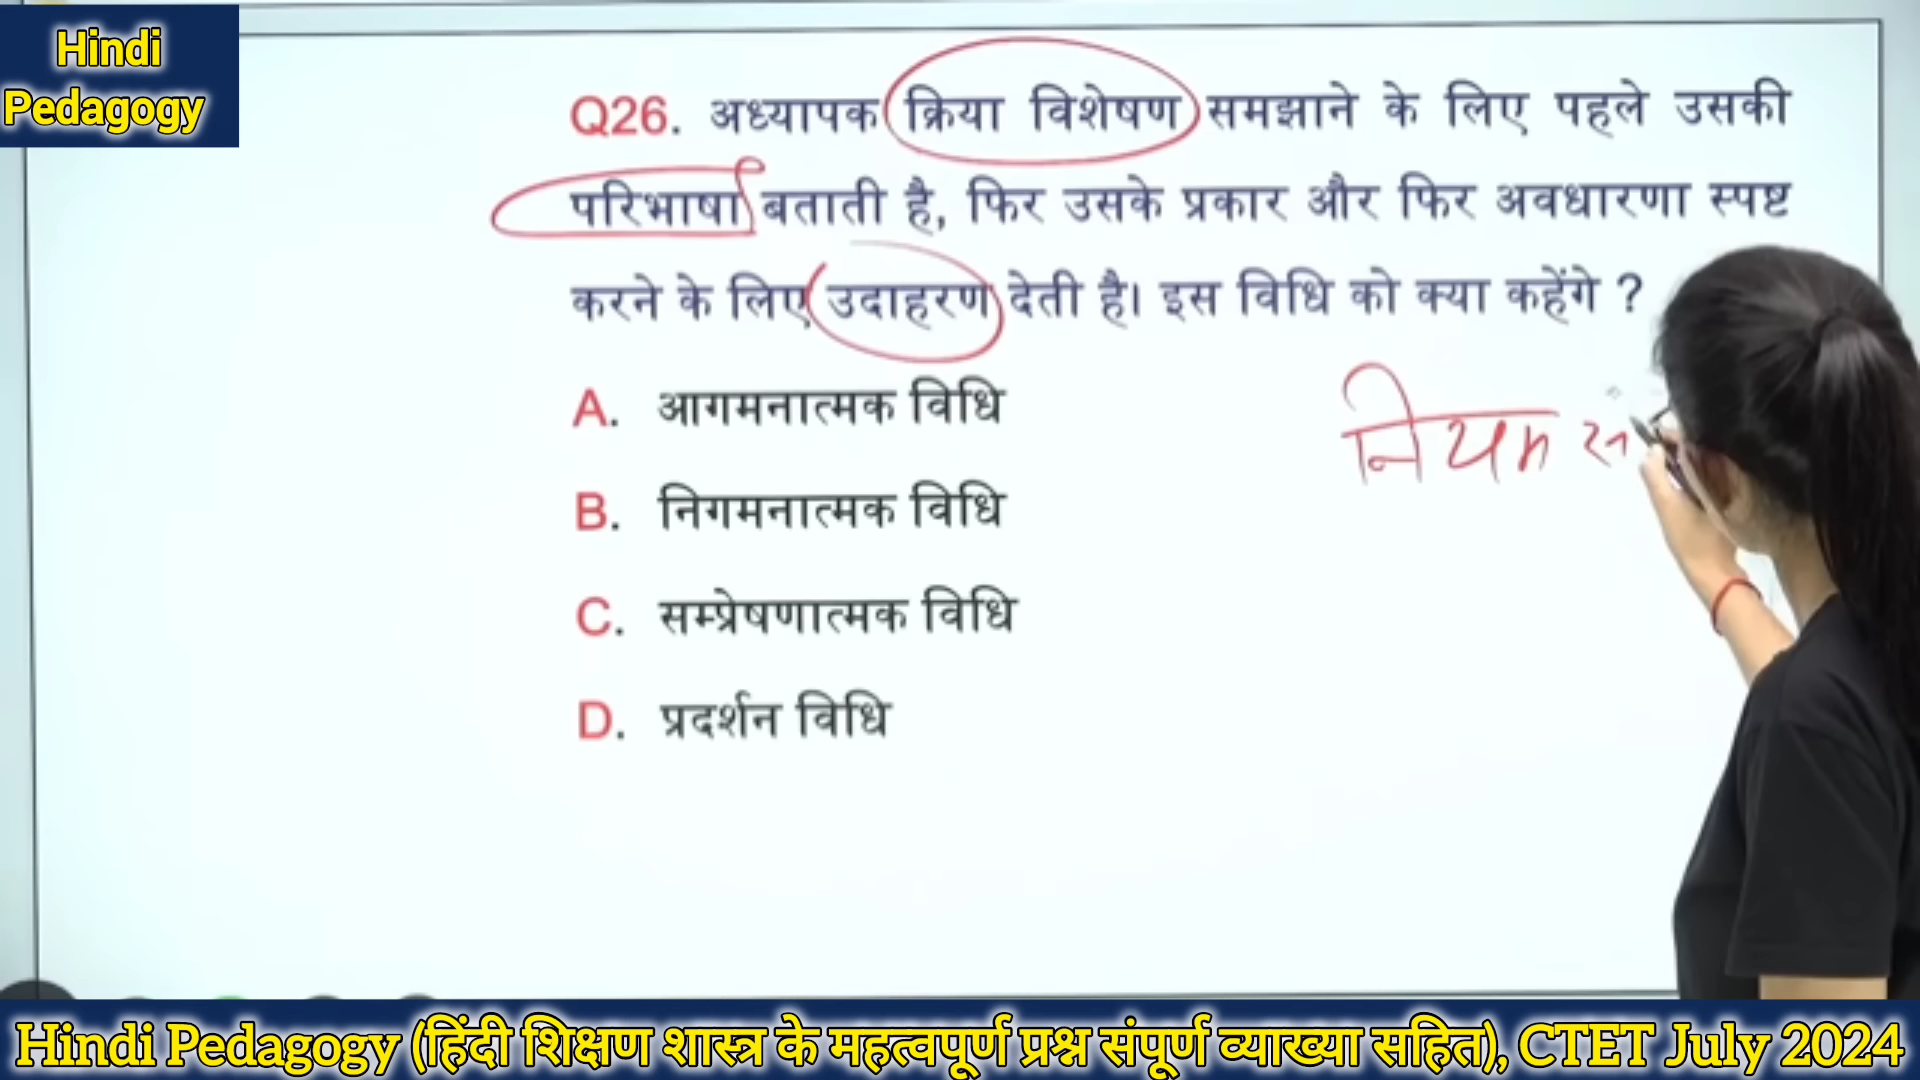 Hindi
Pedagogy
Q26. अध्यापक क्रिया विशेषण समझाने के लिए पहले उसकी
परिभाषा बताती है, फिर उसके प्रकार और फिर अवधारणा स्पष्ट
करने के लिए उदाहरण देती है। इस विधि को क्या कहेंगे ?
नियम
A. आगमनात्मक विधि
B. निगमनात्मक विधि
C. सम्प्रेषणात्मक विधि
D. प्रदर्शन विधि
Hindi Pedagogy (हिंदी शिक्षण शास्त्र के महत्वपूर्ण प्रश्न संपूर्ण व्याख्या सहित), CTET July 2024